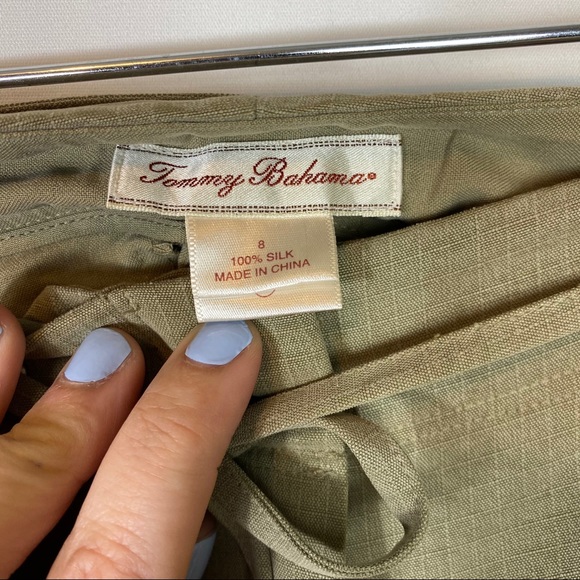 Tommy Bahama®
8
100% SILK
MADE IN CHINA